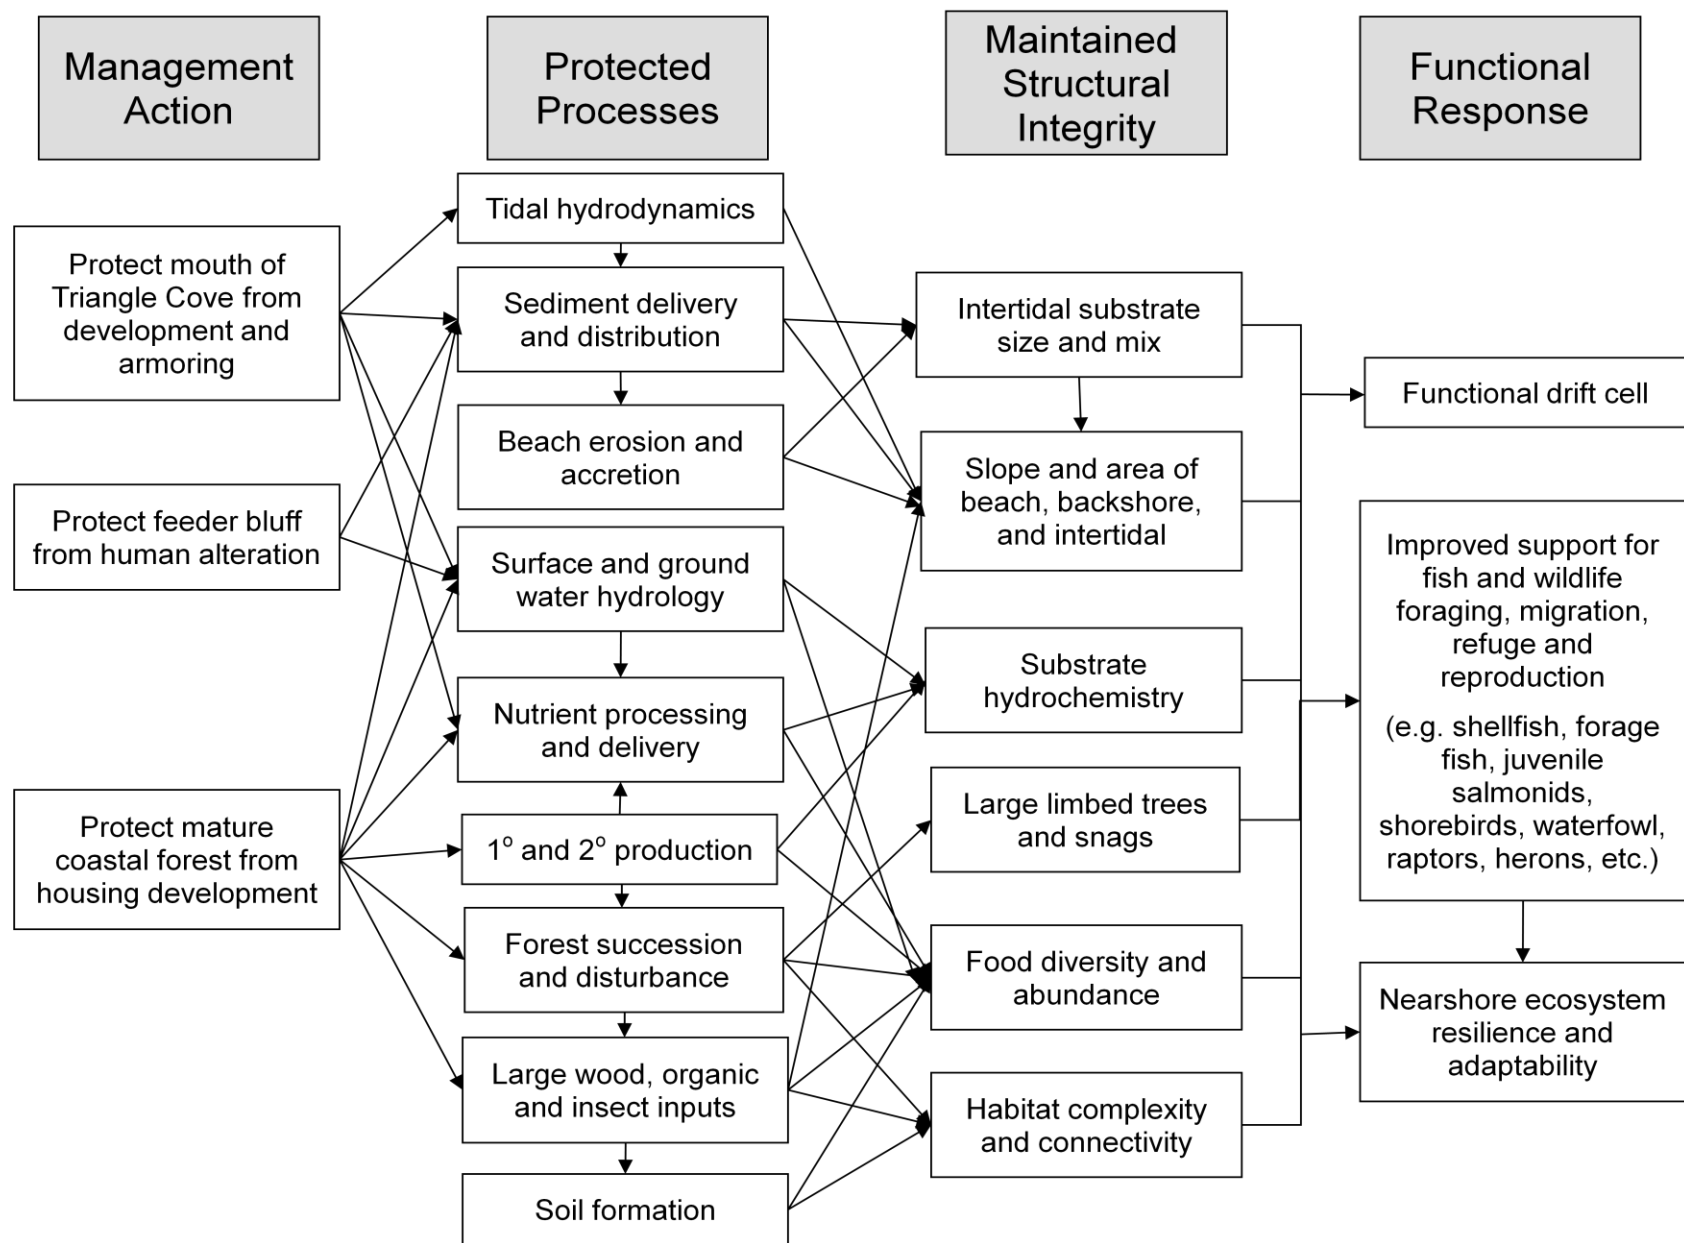 Management
Action
Protected
Processes
Maintained
Structural
Integrity
Functional
Response
Protect mouth of
Triangle Cove from
development and
armoring
Protect feeder bluff
from human alteration
Protect mature
coastal forest from
housing development
Tidal hydrodynamics
Sediment delivery
and distribution
Beach erosion and
accretion
Surface and ground
water hydrology
Nutrient processing
and delivery
1º and 2º production
Forest succession
and disturbance
Large wood, organic
and insect inputs
Soil formation
Intertidal substrate
size and mix
Slope and area of
beach, backshore,
and intertidal
Substrate
hydrochemistry
Large limbed trees
and snags
Food diversity and
abundance
Habitat complexity
and connectivity
Functional drift cell
Improved support for
fish and wildlife
foraging, migration,
refuge and
reproduction
(e.g. shellfish, forage
fish, juvenile
salmonids,
shorebirds, waterfowl,
raptors, herons, etc.)
Nearshore ecosystem
resilience and
adaptability